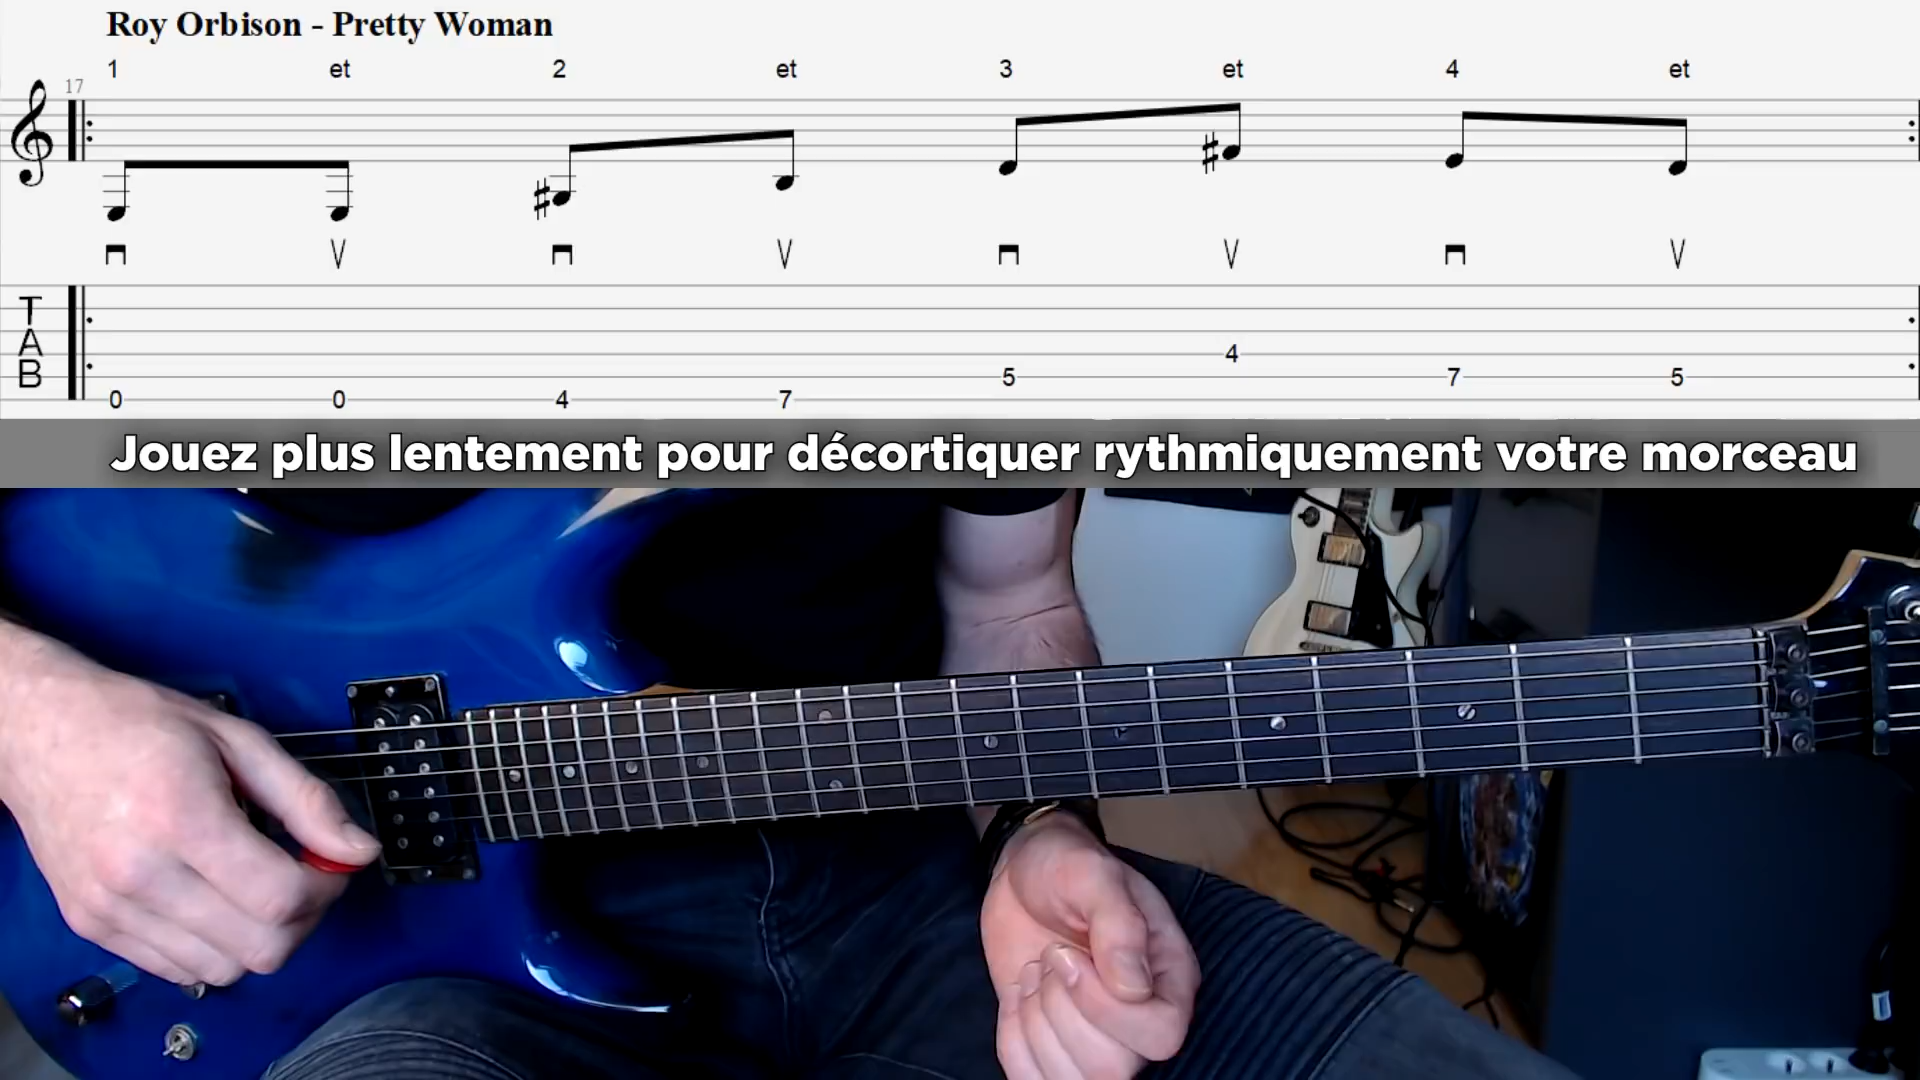 Roy Orbison - Pretty Woman
1 et 2 et 3 et 4 et
17
T
A
B
4
5 7 5
0 0 4 7
Jouez plus lentement pour décortiquer rythmiquement votre morceau